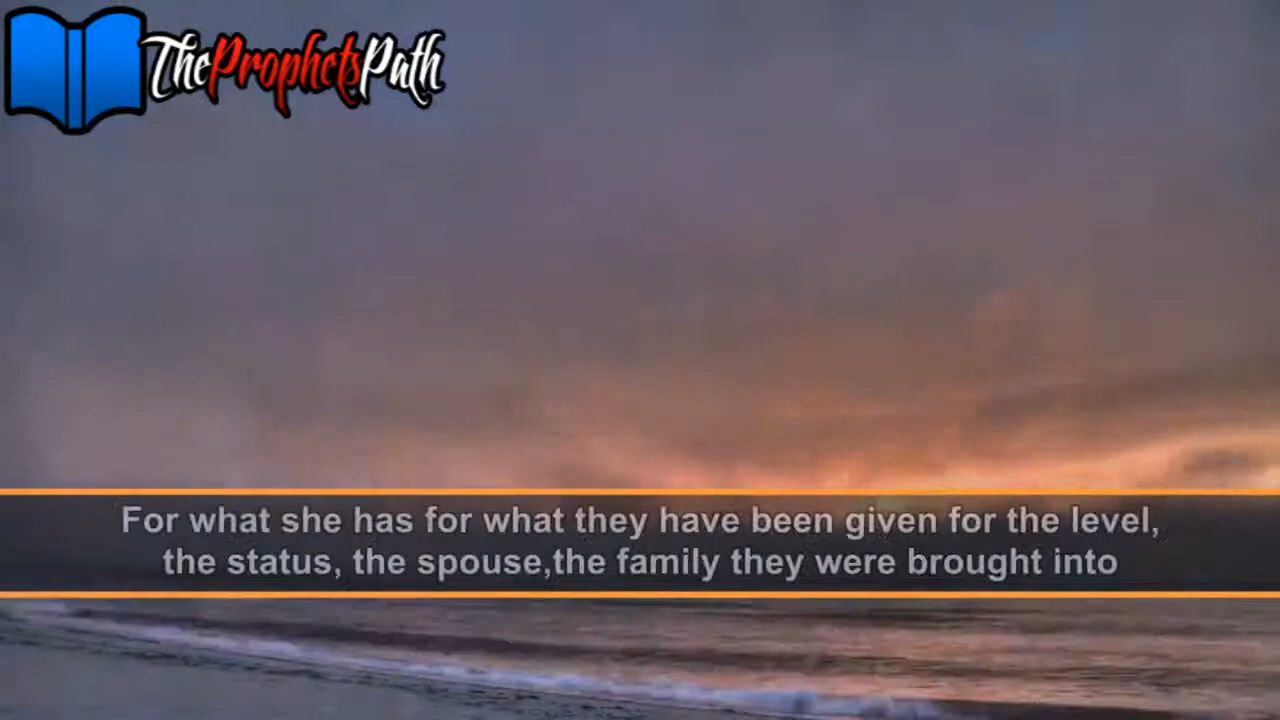 TheProphetsPath
For what she has for what they have been given for the level,
the status, the spouse,the family they were brought into